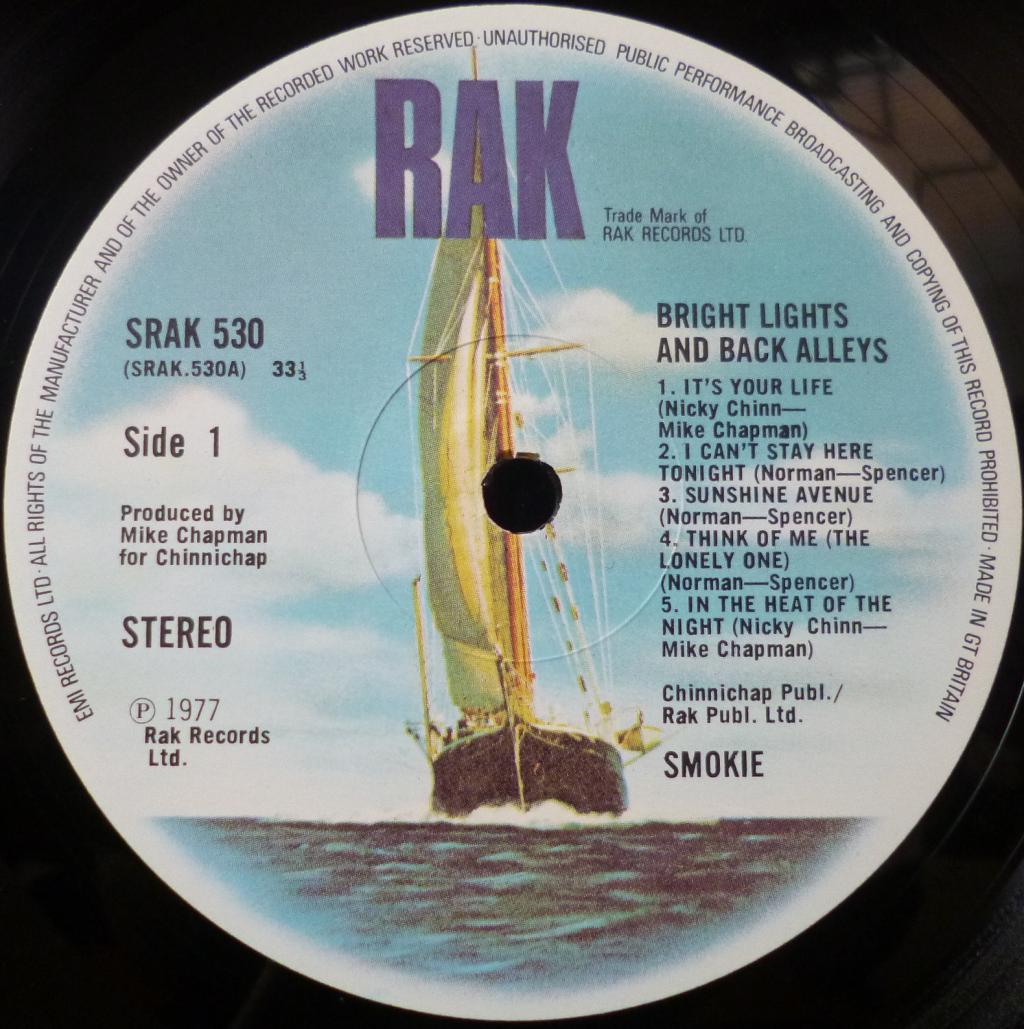 EMI RECORDS LTD · ALL RIGHTS OF THE MANUFACTURER AND OF THE OWNER OF THE RECORDED WORK RESERVED · UNAUTHORISED PUBLIC PERFORMANCE BROADCASTING AND COPYING OF THIS RECORD PROHIBITED · MADE IN GT BRITAIN
RAK
Trade Mark of
RAK RECORDS LTD.
SRAK 530
(SRAK.530A) 33⅓
Side 1
Produced by
Mike Chapman
for Chinnichap
STEREO
℗ 1977
Rak Records
Ltd.
BRIGHT LIGHTS
AND BACK ALLEYS
1. IT'S YOUR LIFE
(Nicky Chinn—
Mike Chapman)
2. I CAN'T STAY HERE
TONIGHT (Norman—Spencer)
3. SUNSHINE AVENUE
(Norman—Spencer)
4. THINK OF ME (THE
LONELY ONE)
(Norman—Spencer)
5. IN THE HEAT OF THE
NIGHT (Nicky Chinn—
Mike Chapman)
Chinnichap Publ./
Rak Publ. Ltd.
SMOKIE